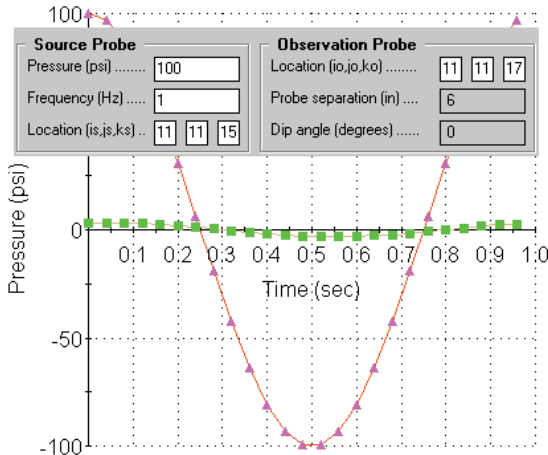 100
Source Probe
Pressure (psi) ........ 100
Frequency (Hz) ..... 1
Location (is,js,ks) .. 11 11 15
Observation Probe
Location (io,jo,ko) ........ 11 11 17
Probe separation (in) .... 6
Dip angle (degrees) ...... 0
Pressure (psi)
0
0.1 0.2 0.3 0.4 0.5 0.6 0.7 0.8 0.9 1
Time (sec)
-50
-100